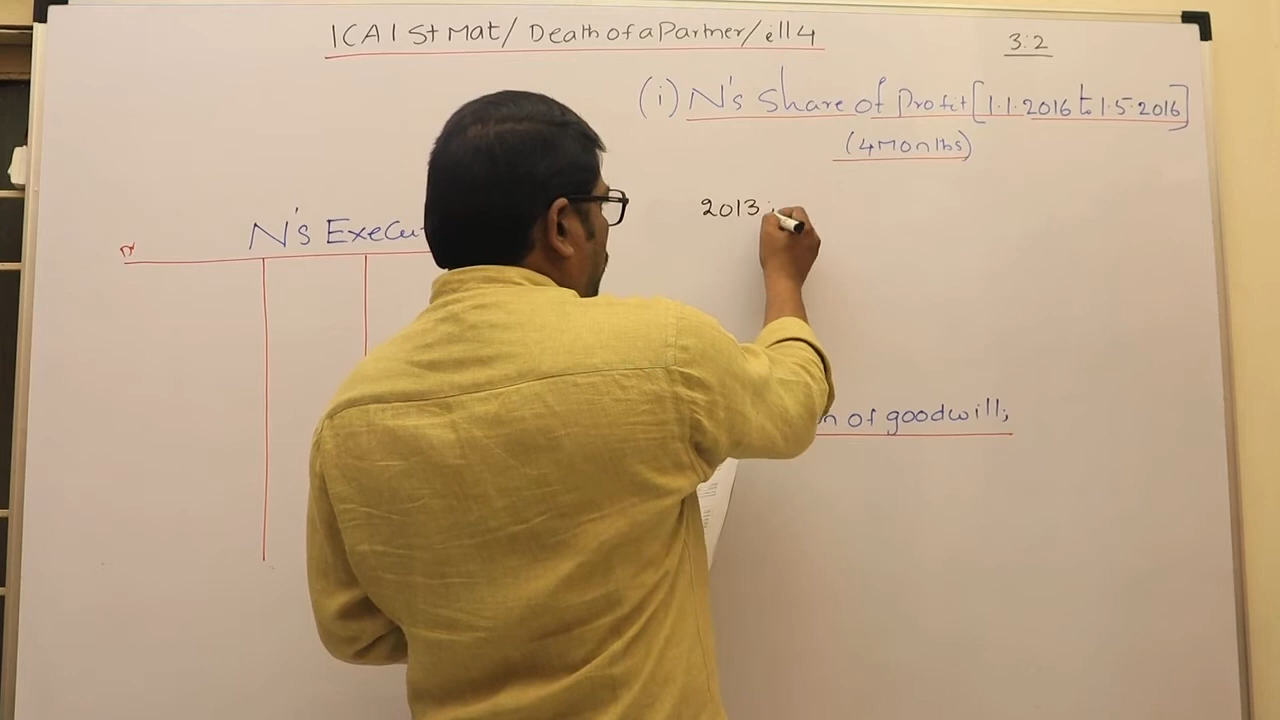 ICAI St Mat / Death of a Partner / ill 4
3:2
(i) N's Share of Profit [1.1.2016 to 1.5.2016]
(4 Months)
2013
N's
Dr
of goodwill;